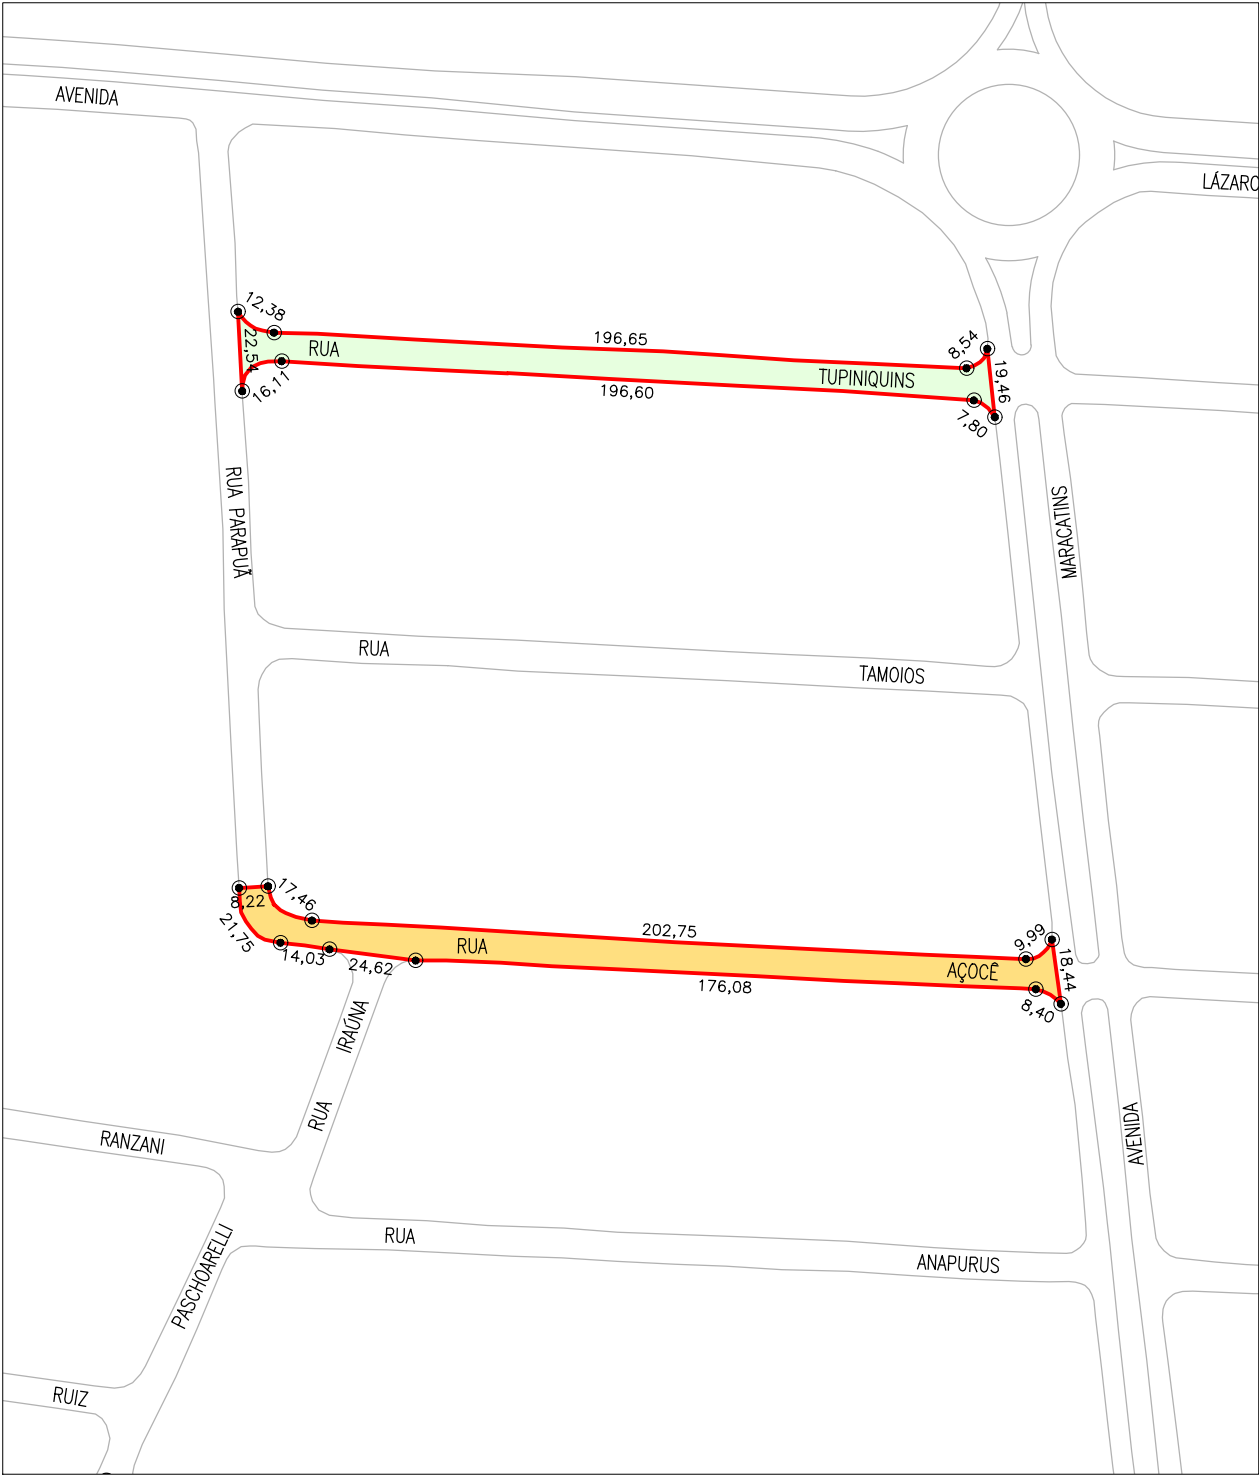 AVENIDA
LÁZARO
12,38
22,54
RUA
196,65
8,54
19,46
16,11
196,60
TUPINIQUINS
7,80
RUA PARAPUÃ
MARACATINS
RUA
TAMOIOS
17,46
8,22
21,75
14,03
24,62
RUA
202,75
9,99
18,44
AÇOCÊ
176,08
8,40
IRAÚNA
RUA
RANZANI
AVENIDA
PASCHOARELLI
RUA
ANAPURUS
RUIZ